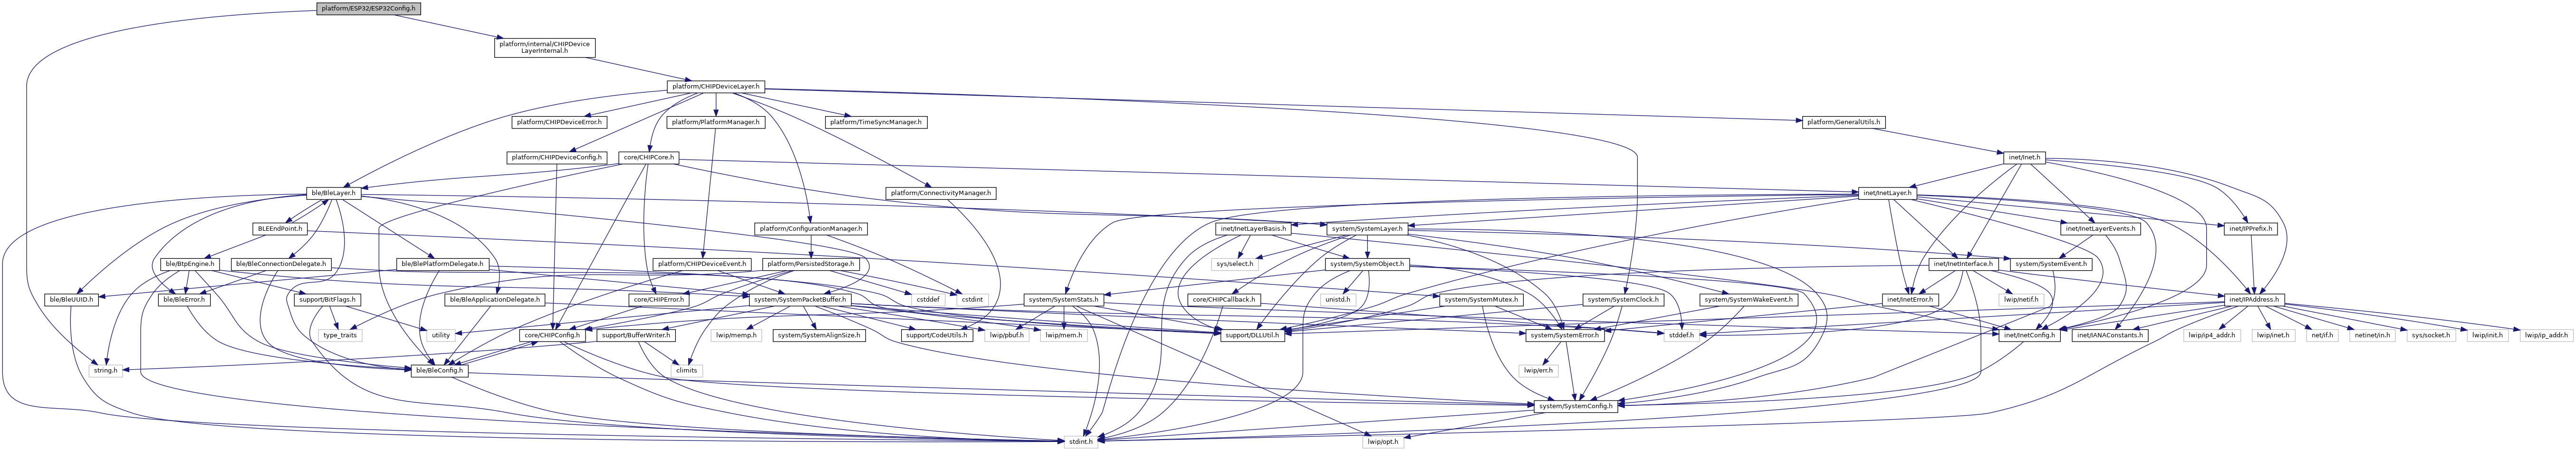 platform/ESP32/ESP32Config.h
platform/internal/CHIPDevice
LayerInternal.h
platform/CHIPDeviceLayer.h
platform/CHIPDeviceError.h
platform/PlatformManager.h
platform/TimeSyncManager.h
platform/GeneralUtils.h
platform/CHIPDeviceConfig.h
core/CHIPCore.h
inet/Inet.h
ble/BleLayer.h
platform/ConnectivityManager.h
inet/InetLayer.h
BLEEndPoint.h
platform/ConfigurationManager.h
inet/InetLayerBasis.h
system/SystemLayer.h
inet/InetLayerEvents.h
inet/IPPrefix.h
ble/BtpEngine.h
ble/BleConnectionDelegate.h
ble/BlePlatformDelegate.h
platform/CHIPDeviceEvent.h
platform/PersistedStorage.h
sys/select.h
system/SystemObject.h
inet/InetInterface.h
system/SystemEvent.h
ble/BleUUID.h
ble/BleError.h
support/BitFlags.h
ble/BleApplicationDelegate.h
core/CHIPError.h
system/SystemPacketBuffer.h
cstddef
cstdint
system/SystemStats.h
core/CHIPCallback.h
unistd.h
system/SystemMutex.h
system/SystemClock.h
system/SystemWakeEvent.h
inet/InetError.h
lwip/netif.h
inet/IPAddress.h
type_traits
utility
core/CHIPConfig.h
support/BufferWriter.h
lwip/memp.h
system/SystemAlignSize.h
support/CodeUtils.h
lwip/pbuf.h
lwip/mem.h
support/DLLUtil.h
system/SystemError.h
stddef.h
inet/InetConfig.h
inet/IANAConstants.h
lwip/ip4_addr.h
lwip/inet.h
net/if.h
netinet/in.h
sys/socket.h
lwip/init.h
lwip/ip_addr.h
string.h
ble/BleConfig.h
climits
lwip/err.h
system/SystemConfig.h
stdint.h
lwip/opt.h